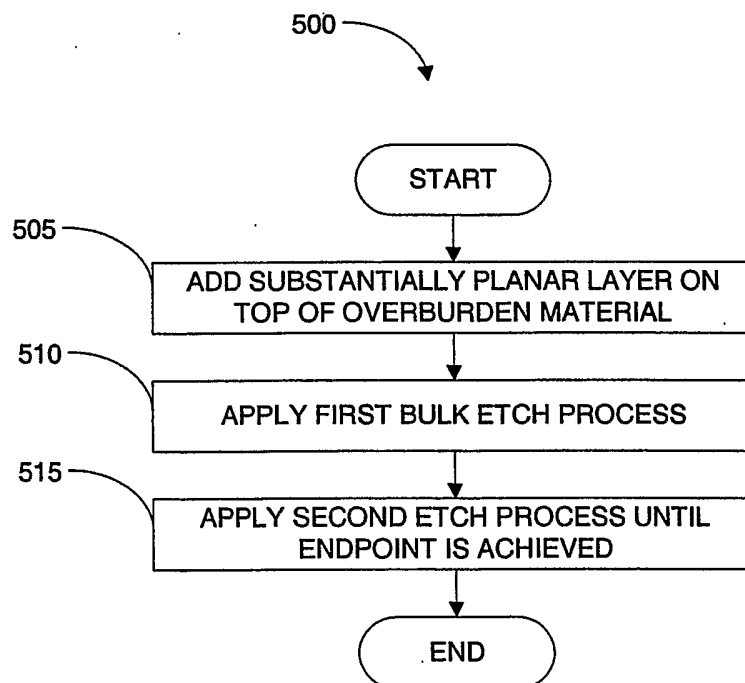 500
START
505
ADD SUBSTANTIALLY PLANAR LAYER ON
TOP OF OVERBURDEN MATERIAL
510
APPLY FIRST BULK ETCH PROCESS
515
APPLY SECOND ETCH PROCESS UNTIL
ENDPOINT IS ACHIEVED
END